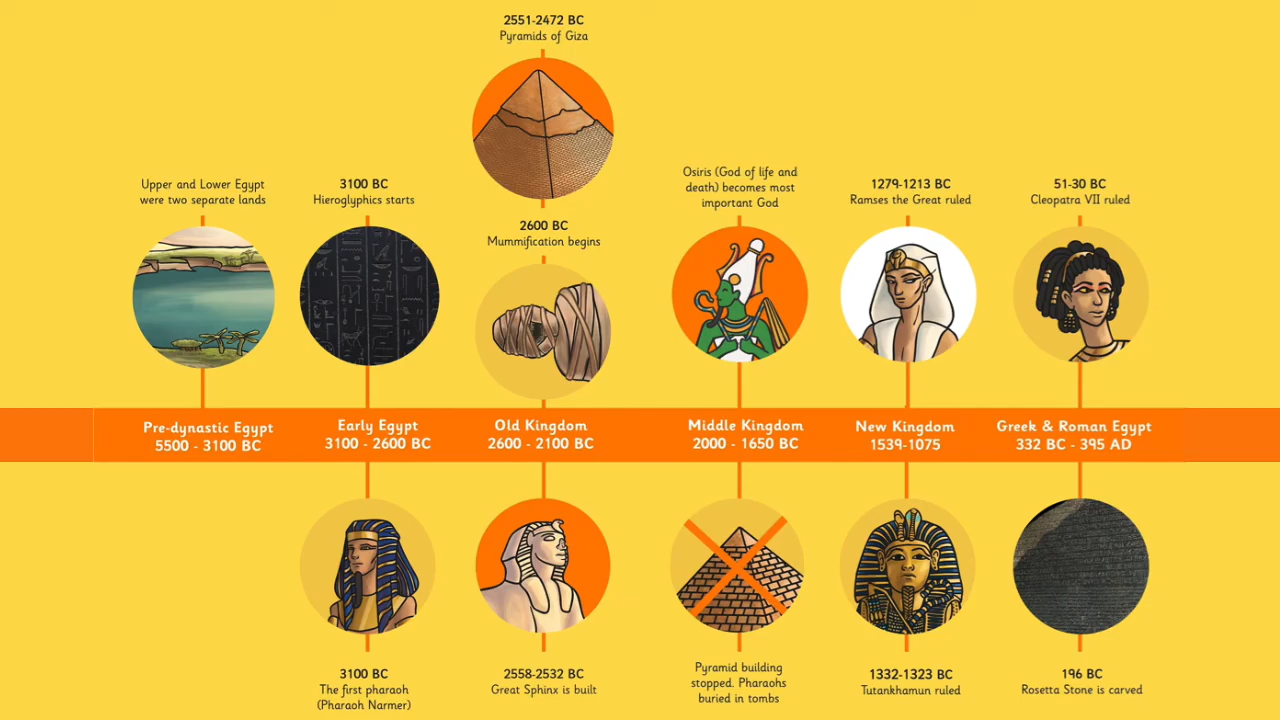 2551-2472 BC
Pyramids of Giza
Upper and Lower Egypt
were two separate lands
3100 BC
Hieroglyphics starts
2600 BC
Mummification begins
Osiris (God of life and
death) becomes most
important God
1279-1213 BC
Ramses the Great ruled
51-30 BC
Cleopatra VII ruled
Pre-dynastic Egypt
5500 - 3100 BC
Early Egypt
3100 - 2600 BC
Old Kingdom
2600 - 2100 BC
Middle Kingdom
2000 - 1650 BC
New Kingdom
1539-1075
Greek & Roman Egypt
332 BC - 395 AD
3100 BC
The first pharaoh
(Pharaoh Narmer)
2558-2532 BC
Great Sphinx is built
Pyramid building
stopped. Pharaohs
buried in tombs
1332-1323 BC
Tutankhamun ruled
196 BC
Rosetta Stone is carved